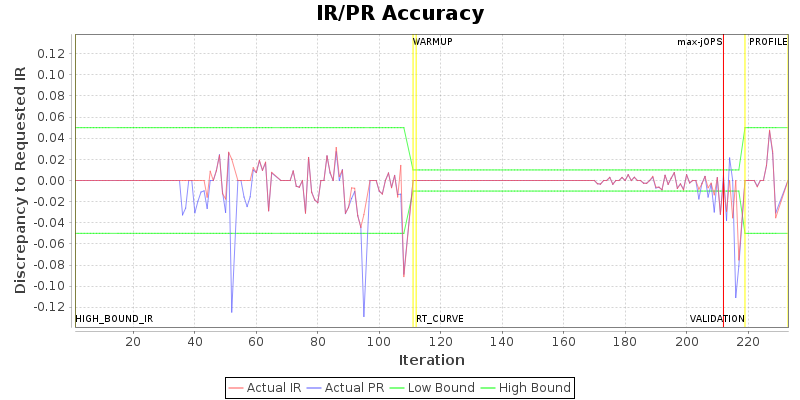 IR/PR Accuracy
Discrepancy to Requested IR
0.12
0.10
0.08
0.06
0.04
0.02
0.00
-0.02
-0.04
-0.06
-0.08
-0.10
-0.12
WARMUP
max-jOPS
PROFILE
HIGH_BOUND_IR
RT_CURVE
VALIDATION
20 40 60 80 100 120 140 160 180 200 220
Iteration
Actual IR Actual PR Low Bound High Bound